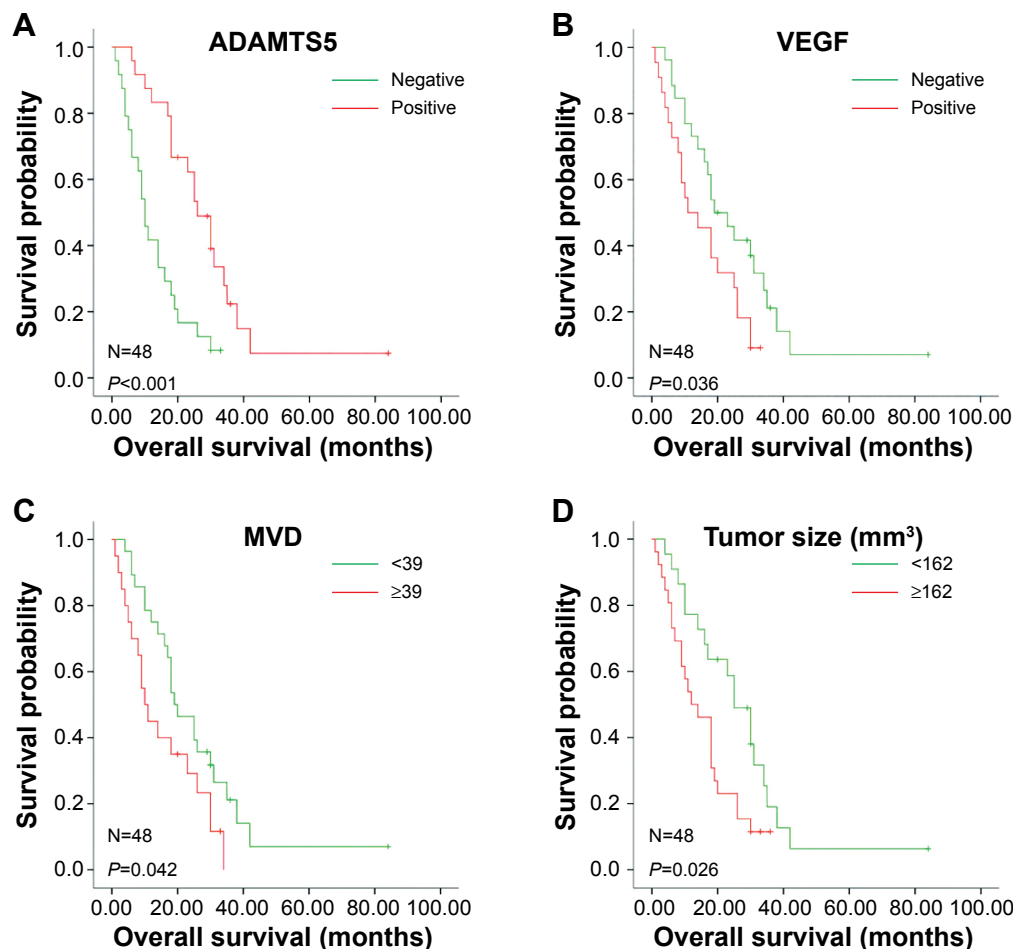 A
ADAMTS5
Survival probability
1.0
0.8
0.6
0.4
0.2
0.0
Negative
Positive
N=48
P<0.001
0.00 20.00 40.00 60.00 80.00 100.00
Overall survival (months)
B
VEGF
Survival probability
1.0
0.8
0.6
0.4
0.2
0.0
Negative
Positive
N=48
P=0.036
0.00 20.00 40.00 60.00 80.00 100.00
Overall survival (months)
C
MVD
Survival probability
1.0
0.8
0.6
0.4
0.2
0.0
<39
≥39
N=48
P=0.042
0.00 20.00 40.00 60.00 80.00 100.00
Overall survival (months)
D
Tumor size (mm³)
Survival probability
1.0
0.8
0.6
0.4
0.2
0.0
<162
≥162
N=48
P=0.026
0.00 20.00 40.00 60.00 80.00 100.00
Overall survival (months)